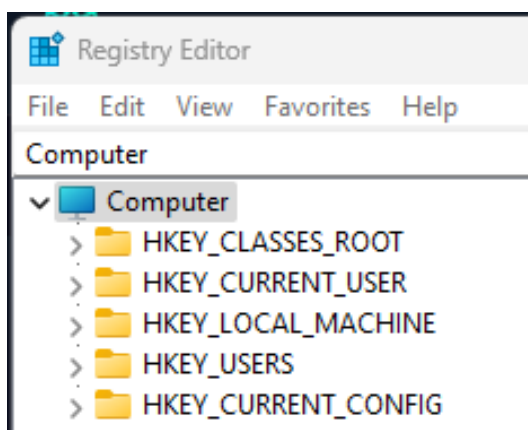 Registry Editor
File Edit View Favorites Help
Computer
Computer
HKEY_CLASSES_ROOT
HKEY_CURRENT_USER
HKEY_LOCAL_MACHINE
HKEY_USERS
HKEY_CURRENT_CONFIG